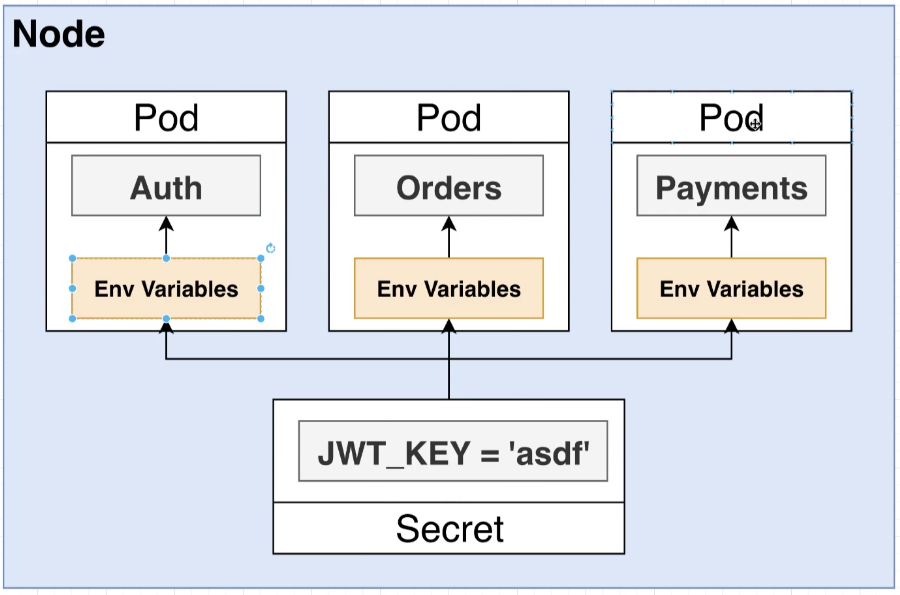 Node
Pod
Pod
Pod
Auth
Orders
Payments
Env Variables
Env Variables
Env Variables
JWT_KEY = 'asdf'
Secret